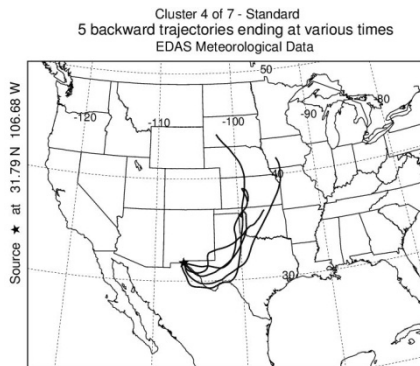 Cluster 4 of 7 - Standard
5 backward trajectories ending at various times
EDAS Meteorological Data
Source ★ at 31.79 N 106.68 W
50
-120
-110
-100
-90
-80
40
30